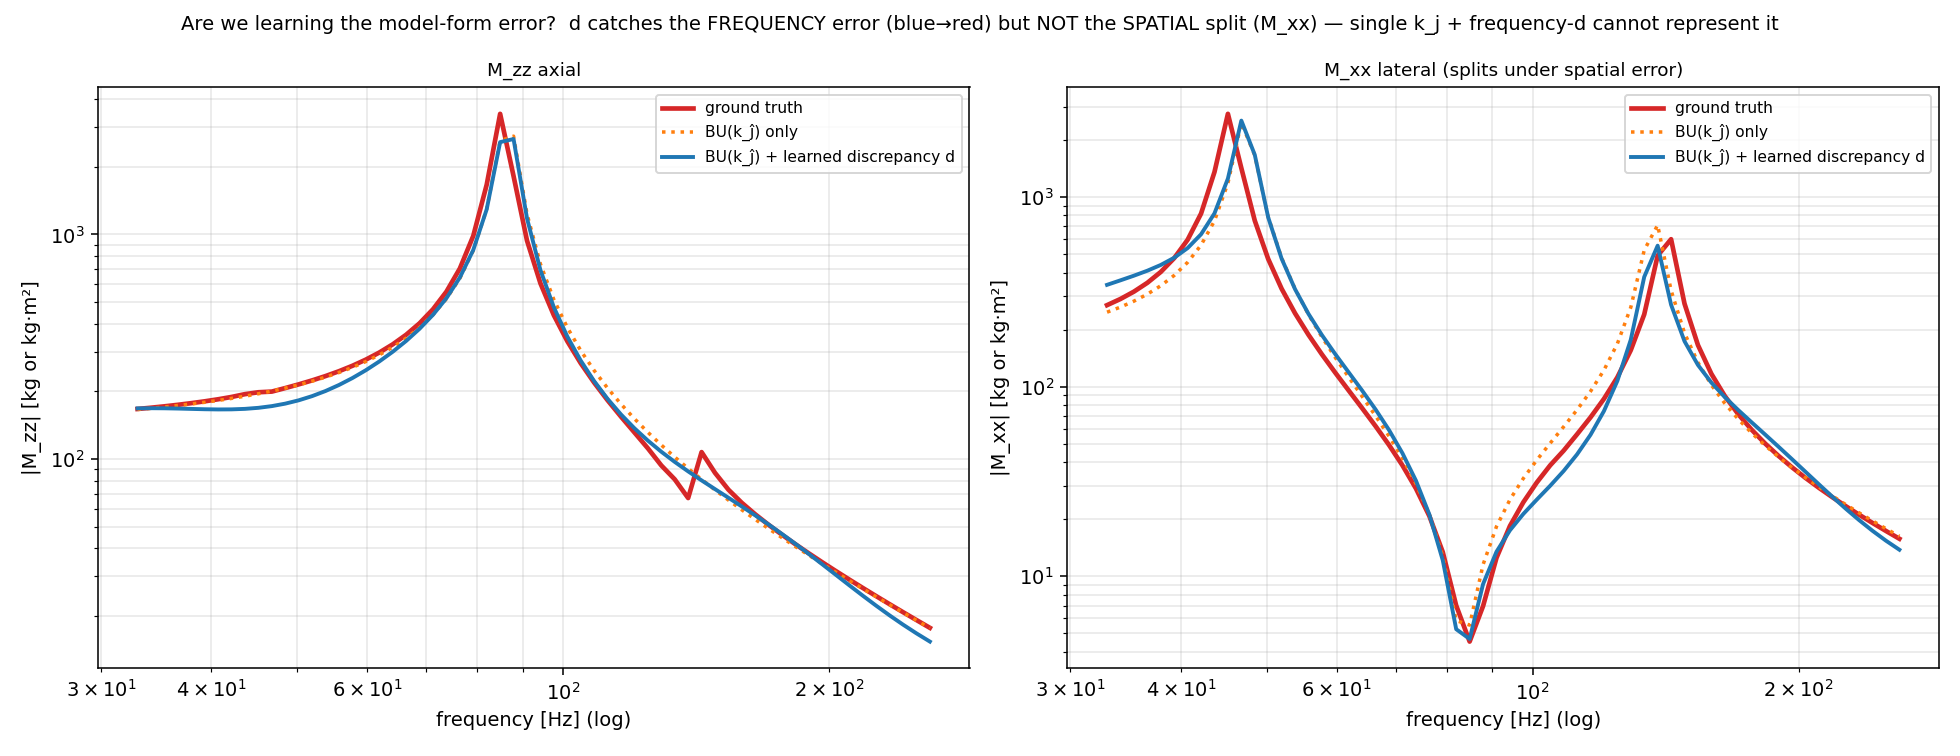 Are we learning the model-form error?  d catches the FREQUENCY error (blue→red) but NOT the SPATIAL split (M_xx) — single k_j + frequency-d cannot represent it
M_zz axial
ground truth
BU(k_ĵ) only
BU(k_ĵ) + learned discrepancy d
|M_zz| [kg or kg·m²]
10³
10²
3 × 10¹
4 × 10¹
6 × 10¹
10²
2 × 10²
frequency [Hz] (log)
M_xx lateral (splits under spatial error)
ground truth
BU(k_ĵ) only
BU(k_ĵ) + learned discrepancy d
|M_xx| [kg or kg·m²]
10³
10²
10¹
3 × 10¹
4 × 10¹
6 × 10¹
10²
2 × 10²
frequency [Hz] (log)